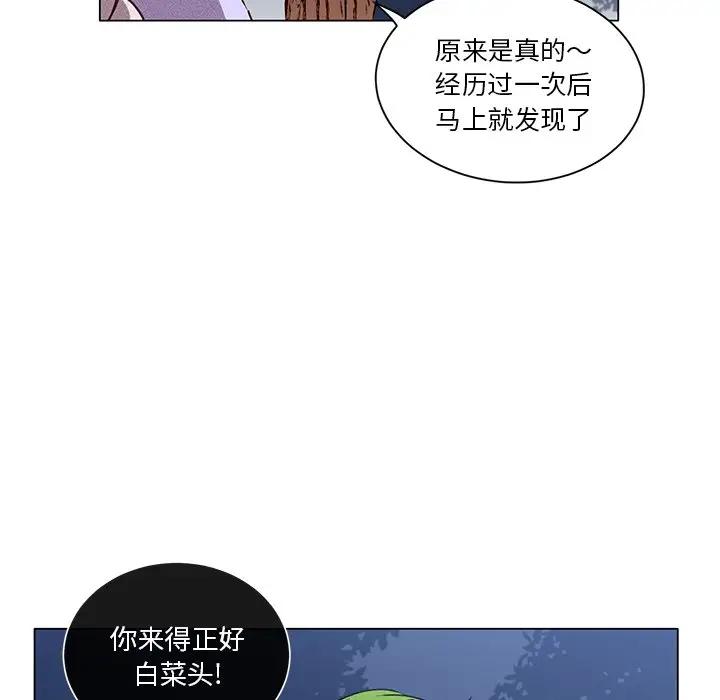 原来是真的～
经历过一次后
马上就发现了
你来得正好
白菜头!